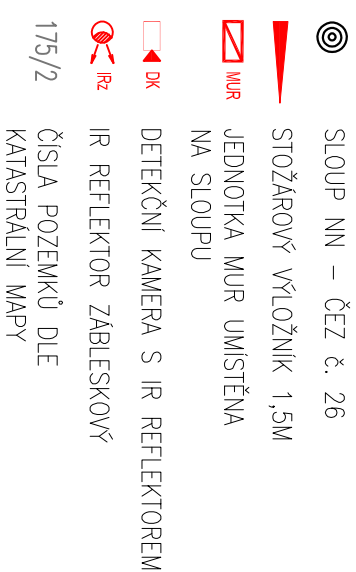 SLOUP NN – ČEZ č. 26
STOŽÁROVÝ VÝLOŽNÍK 1,5M
MUR JEDNOTKA MUR UMÍSTĚNA
NA SLOUPU
DK DETEKČNÍ KAMERA S IR REFLEKTOREM
IRz IR REFLEKTOR ZÁBLESKOVÝ
175/2 ČÍSLA POZEMKŮ DLE
KATASTRÁLNÍ MAPY